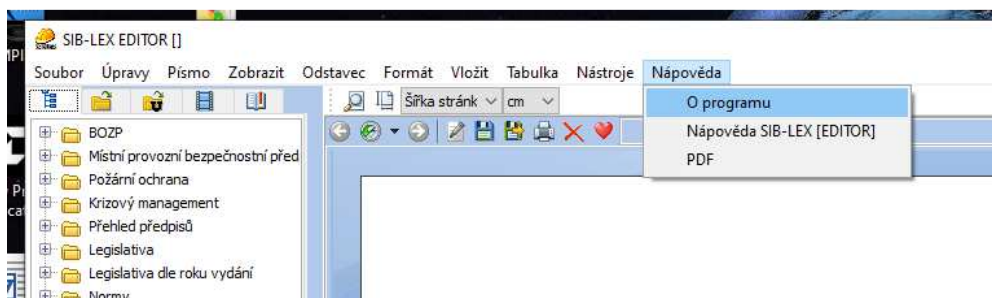 SIB-LEX EDITOR []
Soubor Úpravy Písmo Zobrazit Odstavec Formát Vložit Tabulka Nástroje Nápověda
Šířka stránk cm
O programu
Nápověda SIB-LEX [EDITOR]
PDF
BOZP
Místní provozní bezpečnostní před
Požární ochrana
Krizový management
Přehled předpisů
Legislativa
Legislativa dle roku vydání
Normy